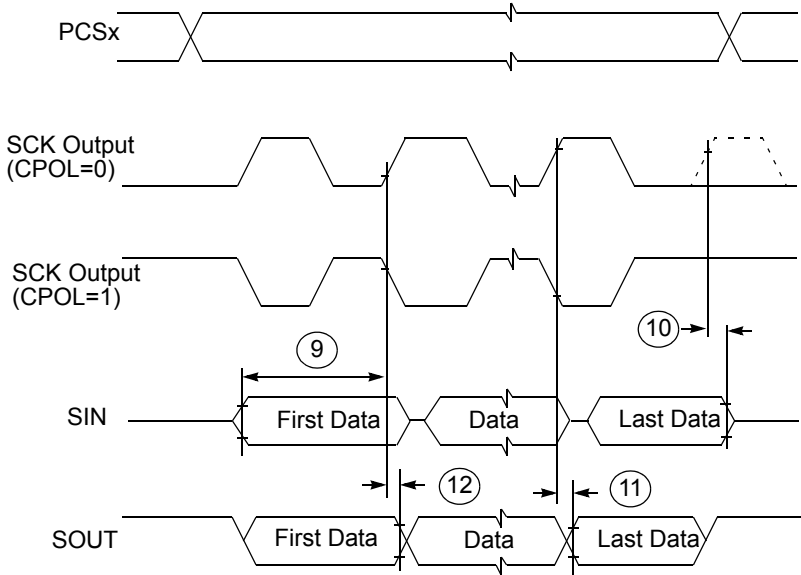 PCSx
SCK Output
(CPOL=0)
SCK Output
(CPOL=1)
10
9
SIN
First Data
Data
Last Data
12
11
SOUT
First Data
Data
Last Data